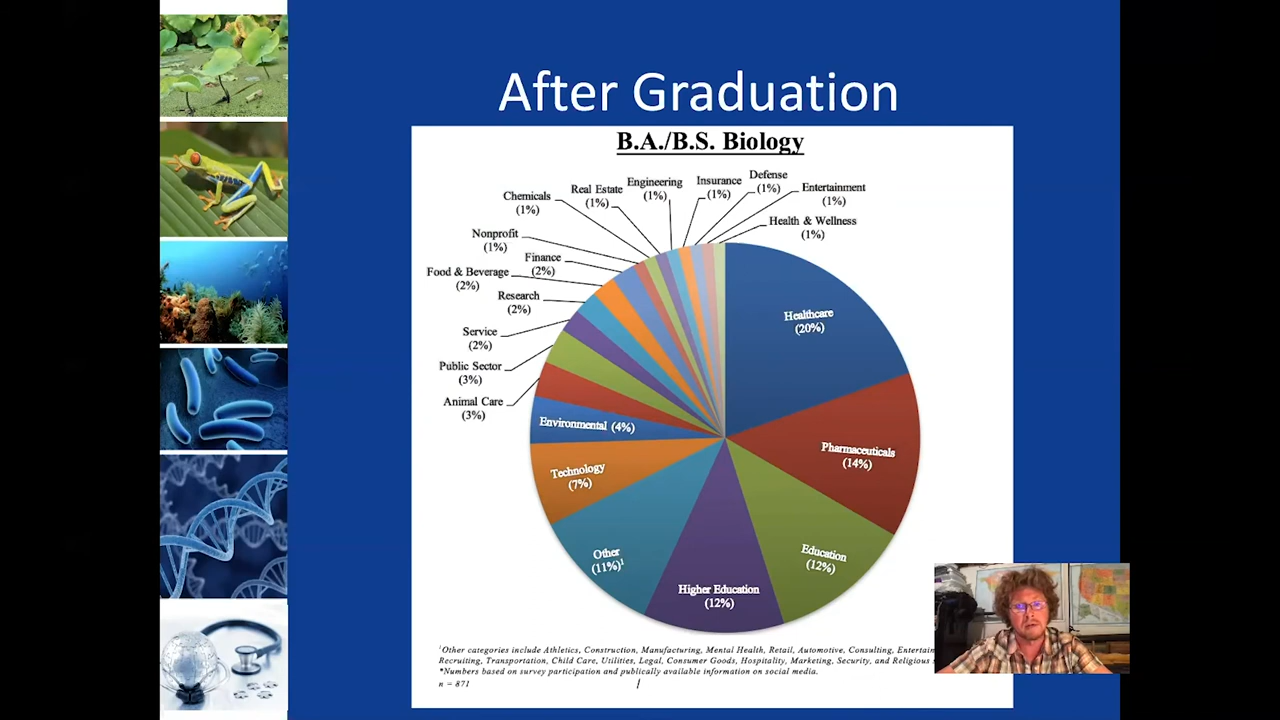 After Graduation
B.A./B.S. Biology
Healthcare
(20%)
Pharmaceuticals
(14%)
Education
(12%)
Higher Education
(12%)
Other
(11%)¹
Technology
(7%)
Environmental (4%)
Animal Care
(3%)
Public Sector
(3%)
Service
(2%)
Research
(2%)
Food & Beverage
(2%)
Finance
(2%)
Nonprofit
(1%)
Chemicals
(1%)
Real Estate
(1%)
Engineering
(1%)
Insurance
(1%)
Defense
(1%)
Entertainment
(1%)
Health & Wellness
(1%)
¹Other categories include Athletics, Construction, Manufacturing, Mental Health, Retail, Automotive, Consulting,
Recruiting, Transportation, Child Care, Utilities, Legal, Consumer Goods, Hospitality, Marketing, Security, and Religious
*Numbers based on survey participation and publically available information on social media.
n = 871